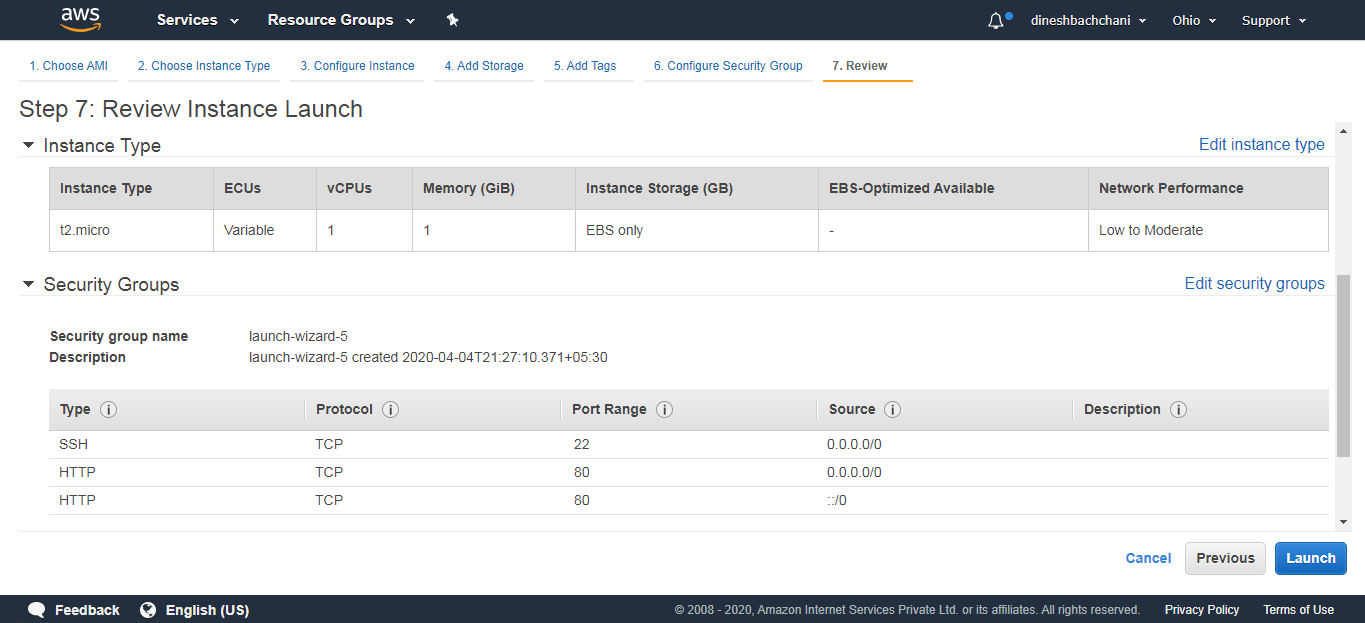 aws Services Resource Groups dineshbachchani Ohio Support
1. Choose AMI 2. Choose Instance Type 3. Configure Instance 4. Add Storage 5. Add Tags 6. Configure Security Group 7. Review
Step 7: Review Instance Launch
Instance Type Edit instance type
Instance Type ECUs vCPUs Memory (GiB) Instance Storage (GB) EBS-Optimized Available Network Performance
t2.micro Variable 1 1 EBS only - Low to Moderate
Security Groups Edit security groups
Security group name launch-wizard-5
Description launch-wizard-5 created 2020-04-04T21:27:10.371+05:30
Type i Protocol i Port Range i Source i Description i
SSH TCP 22 0.0.0.0/0
HTTP TCP 80 0.0.0.0/0
HTTP TCP 80 ::/0
Cancel Previous Launch
Feedback English (US) © 2008 - 2020, Amazon Internet Services Private Ltd. or its affiliates. All rights reserved. Privacy Policy Terms of Use